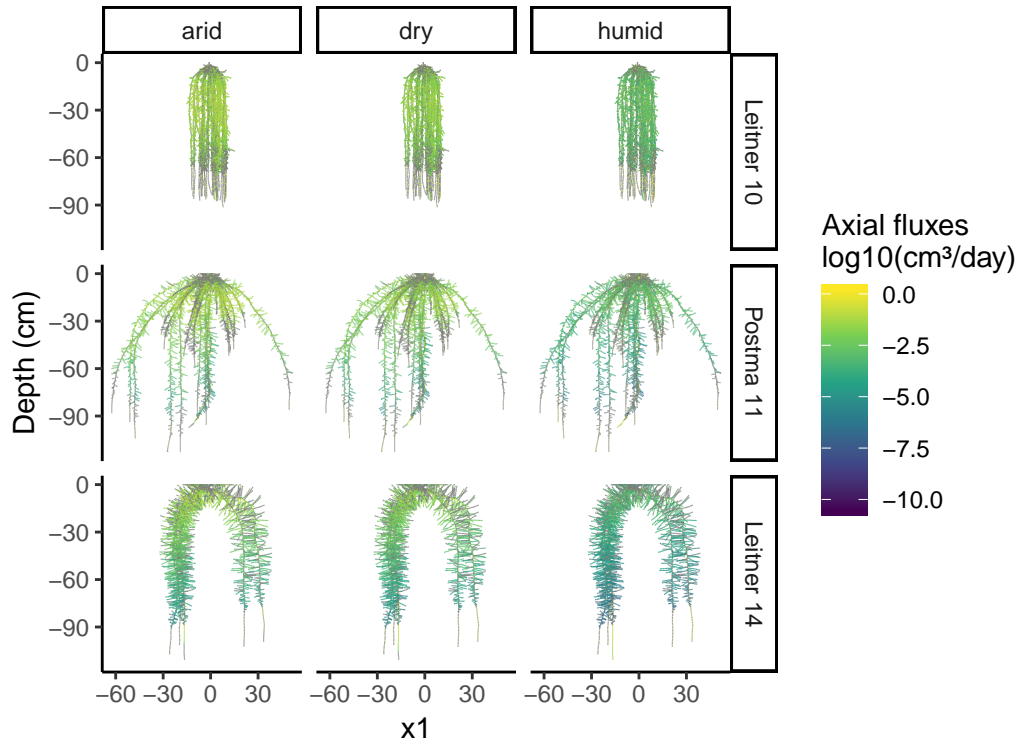 arid dry humid
0
−30
−60
−90
Leitner 10
0
−30
−60
−90
Postma 11
0
−30
−60
−90
Leitner 14
Depth (cm)
−60 −30 0 30 −60 −30 0 30 −60 −30 0 30
x1
Axial fluxes
log10(cm³/day)
0.0
−2.5
−5.0
−7.5
−10.0